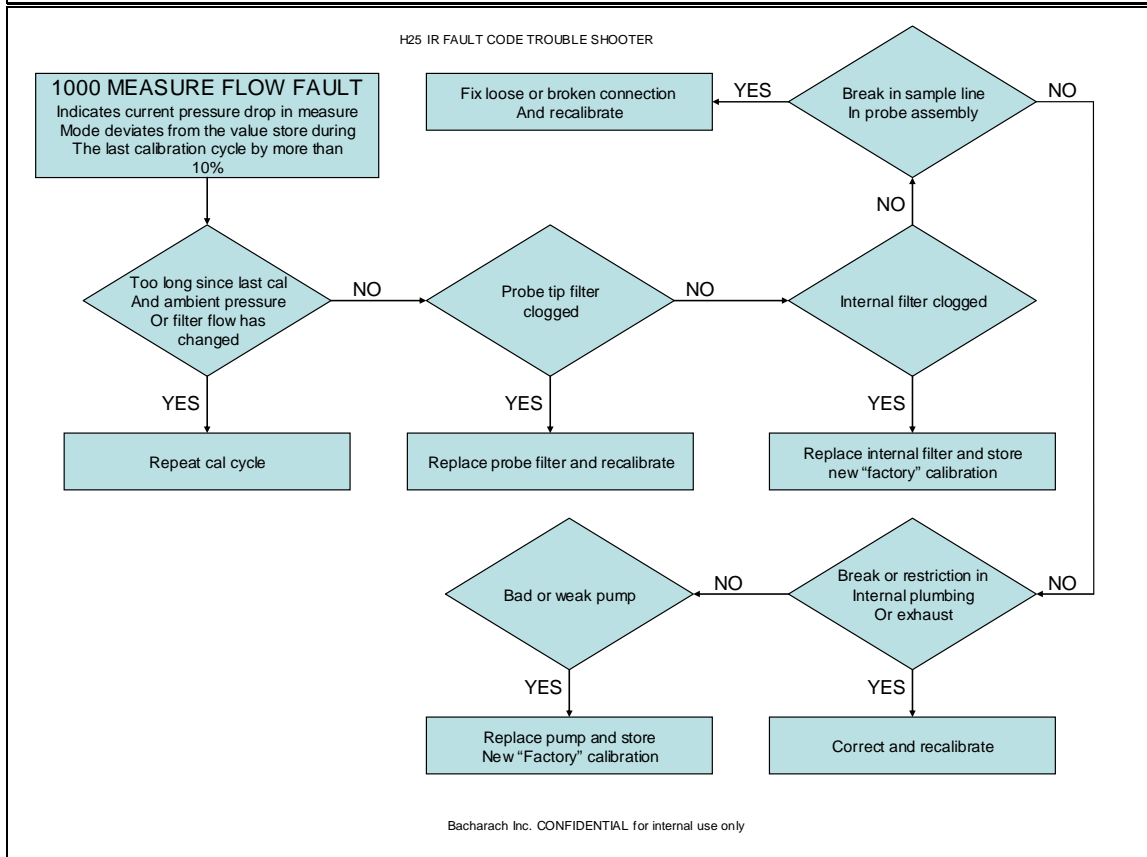 H25 IR FAULT CODE TROUBLE SHOOTER
1000 MEASURE FLOW FAULT
Indicates current pressure drop in measure
Mode deviates from the value store during
The last calibration cycle by more than
10%
Too long since last cal
And ambient pressure
Or filter flow has
changed
NO
YES
Repeat cal cycle
Probe tip filter
clogged
NO
YES
Replace probe filter and recalibrate
Internal filter clogged
NO
YES
Replace internal filter and store
new “factory” calibration
Break in sample line
In probe assembly
YES
Fix loose or broken connection
And recalibrate
NO
NO
Break or restriction in
Internal plumbing
Or exhaust
YES
Correct and recalibrate
NO
Bad or weak pump
YES
Replace pump and store
New “Factory” calibration
Bacharach Inc. CONFIDENTIAL for internal use only